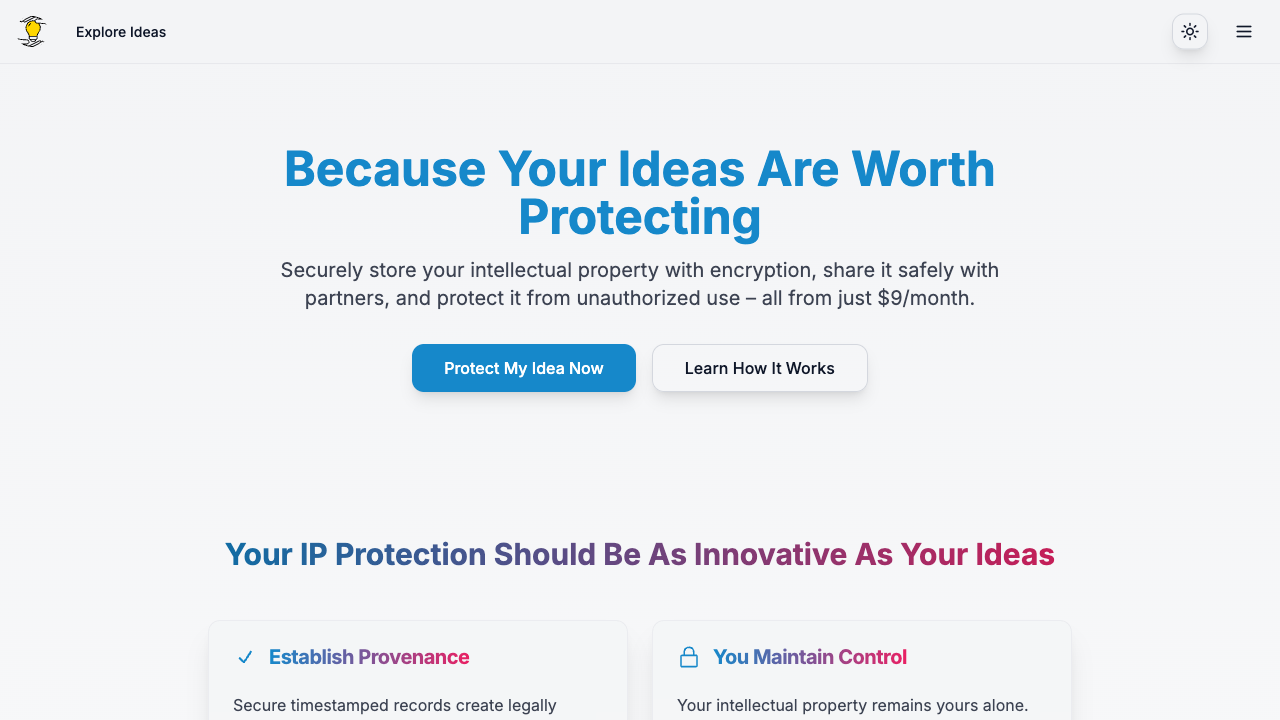 Explore Ideas
Because Your Ideas Are Worth
Protecting
Securely store your intellectual property with encryption, share it safely with
partners, and protect it from unauthorized use – all from just $9/month.
Protect My Idea Now
Learn How It Works
Your IP Protection Should Be As Innovative As Your Ideas
Establish Provenance
Secure timestamped records create legally
You Maintain Control
Your intellectual property remains yours alone.